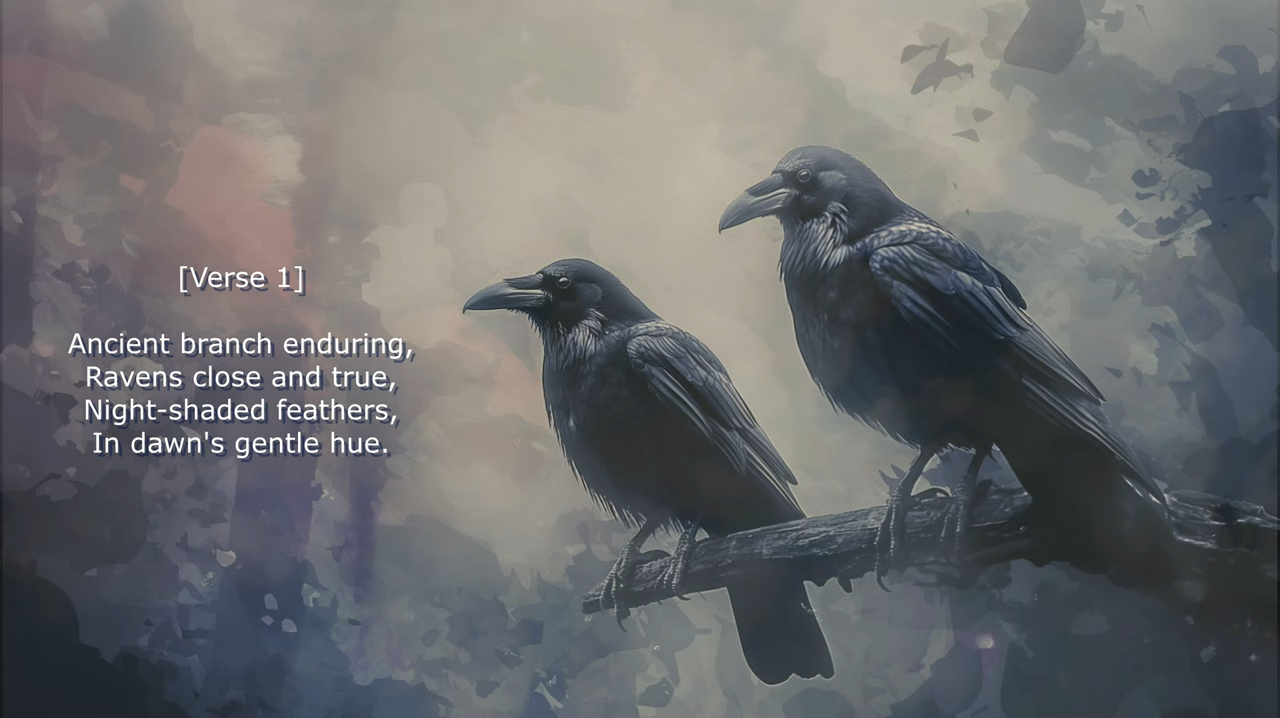 [Verse 1]
Ancient branch enduring,
Ravens close and true,
Night-shaded feathers,
In dawn's gentle hue.